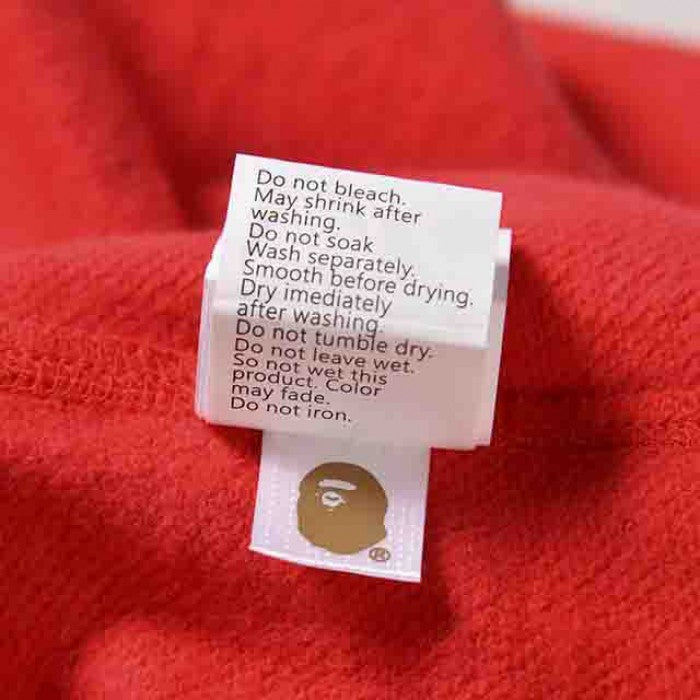 Do not bleach.
May shrink after
washing.
Do not soak
Wash separately.
Smooth before drying.
Dry imediately
after washing.
Do not tumble dry.
Do not leave wet.
So not wet this
product. Color
may fade.
Do not iron.
®